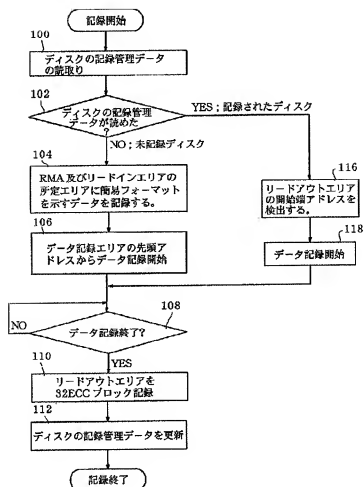 記録開始
100
ディスクの記録管理データ
の読取り
102
ディスクの記録管理
データが読めた
?
YES;記録されたディスク
NO;未記録ディスク
104
RMA及びリードインエリアの
所定エリアに簡易フォーマット
を示すデータを記録する。
116
リードアウトエリア
の開始端アドレスを
検出する。
106
データ記録エリアの先頭ア
ドレスからデータ記録開始
118
データ記録開始
108
データ記録終了?
NO
YES
110
リードアウトエリアを
32ECCブロック記録
112
ディスクの記録管理データを更新
記録終了